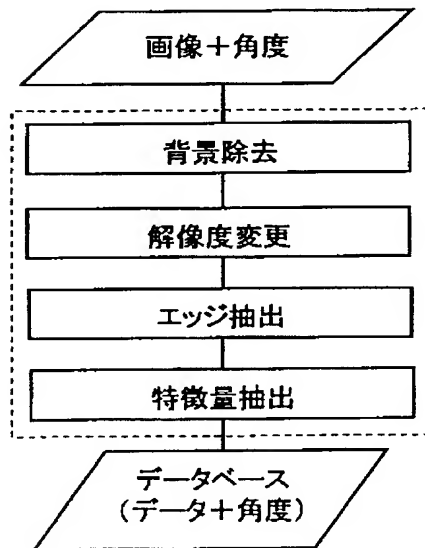 画像＋角度
背景除去
解像度変更
エッジ抽出
特徴量抽出
データベース
（データ＋角度）